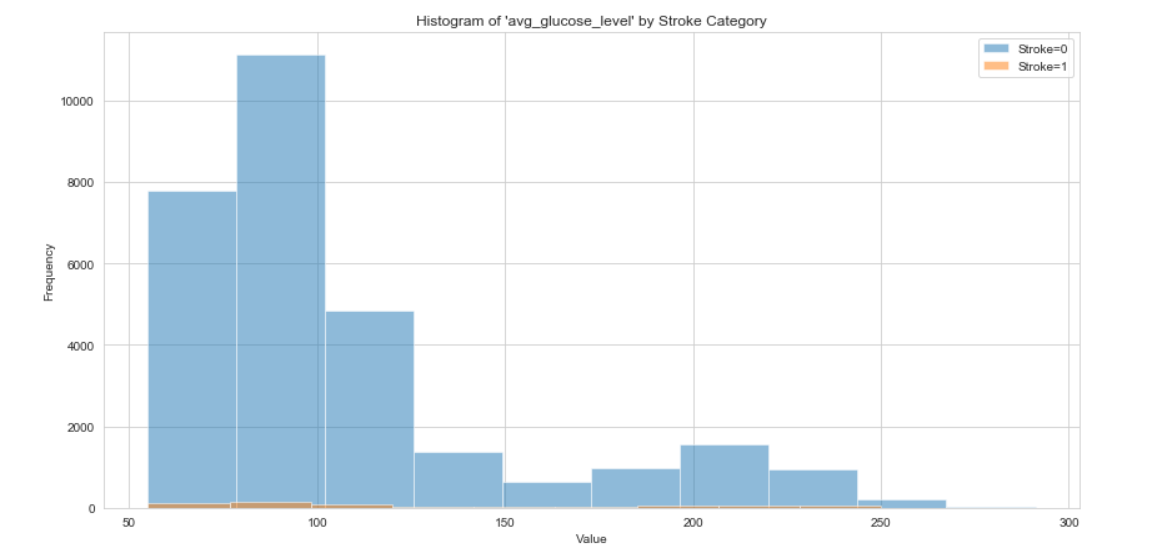 Histogram of 'avg_glucose_level' by Stroke Category
Stroke=0
Stroke=1
10000
8000
6000
4000
2000
0
Frequency
50 100 150 200 250 300
Value